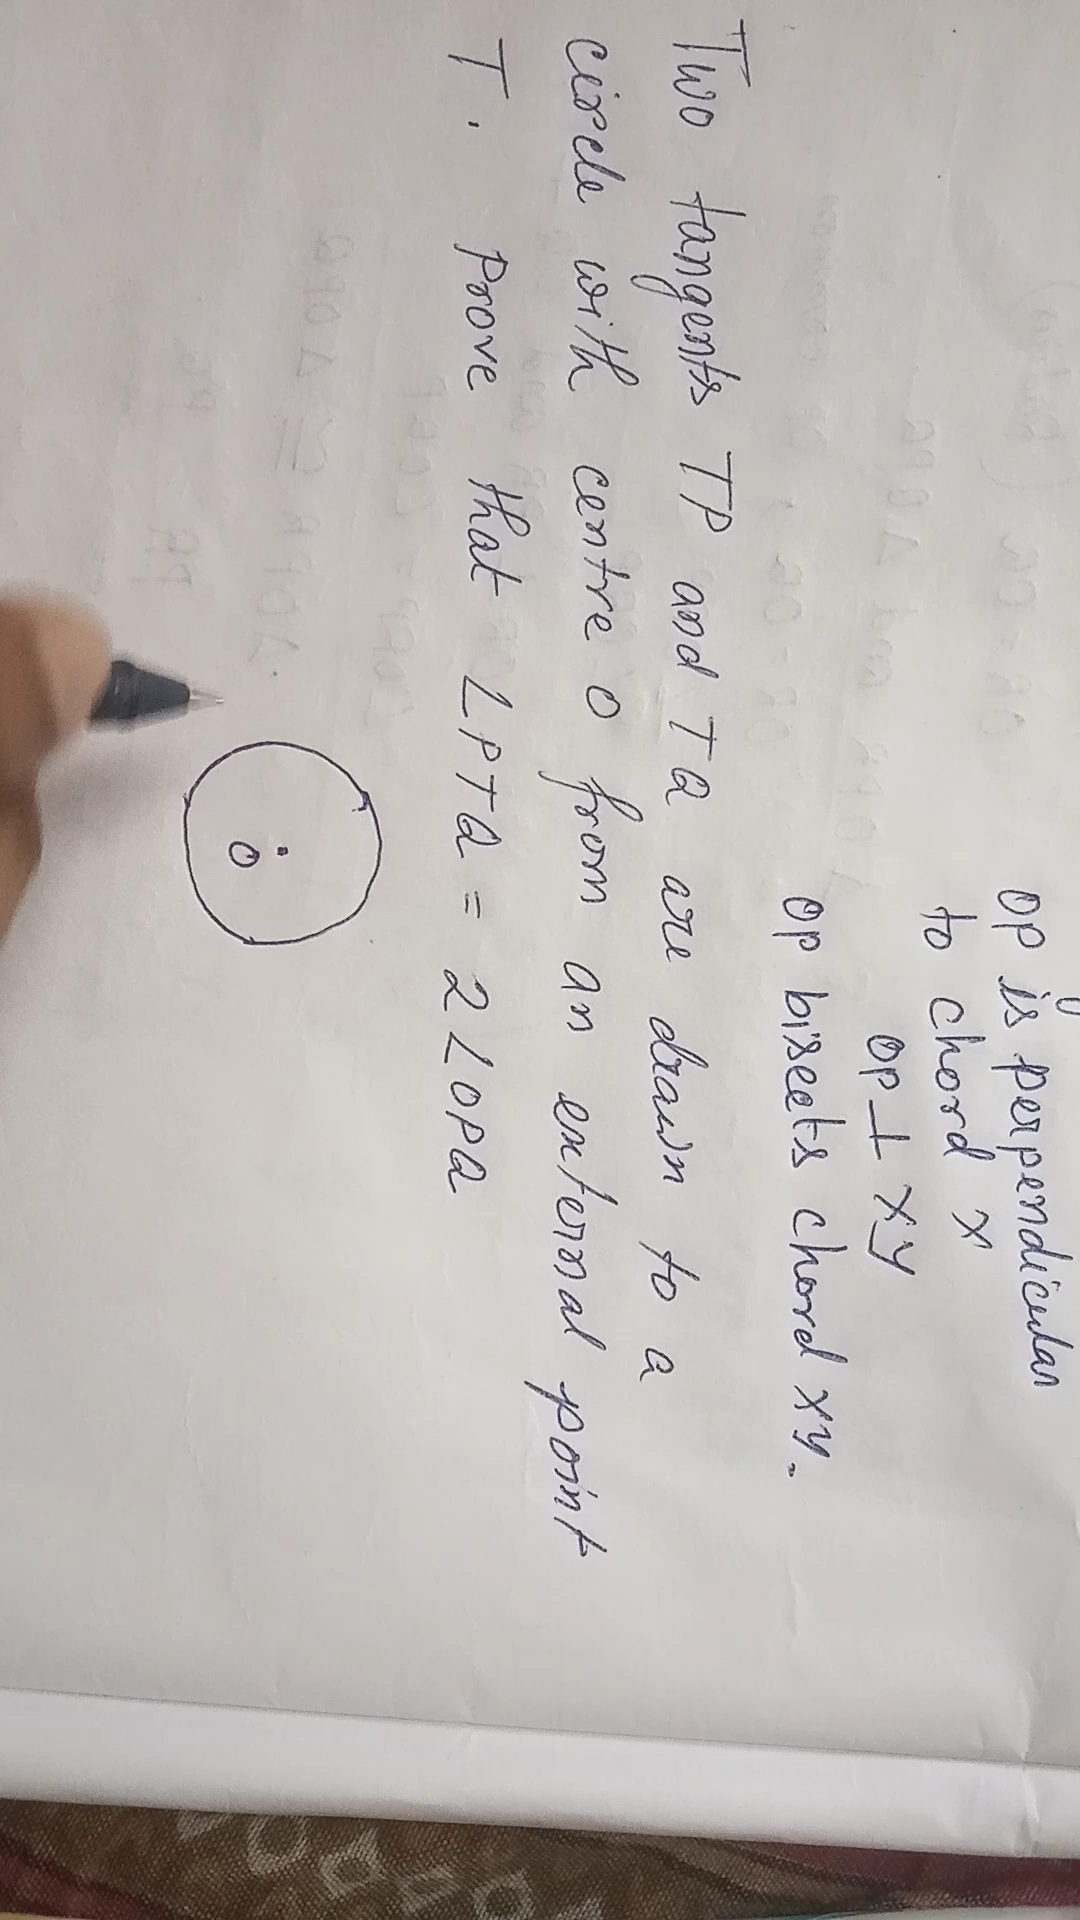 OP is perpendicular
to chord X
OP ⊥ XY
OP bisects chord XY.
Two tangents TP and TQ are drawn to a
circle with centre O from an external point
T. prove that ∠PTQ = 2∠OPQ
O